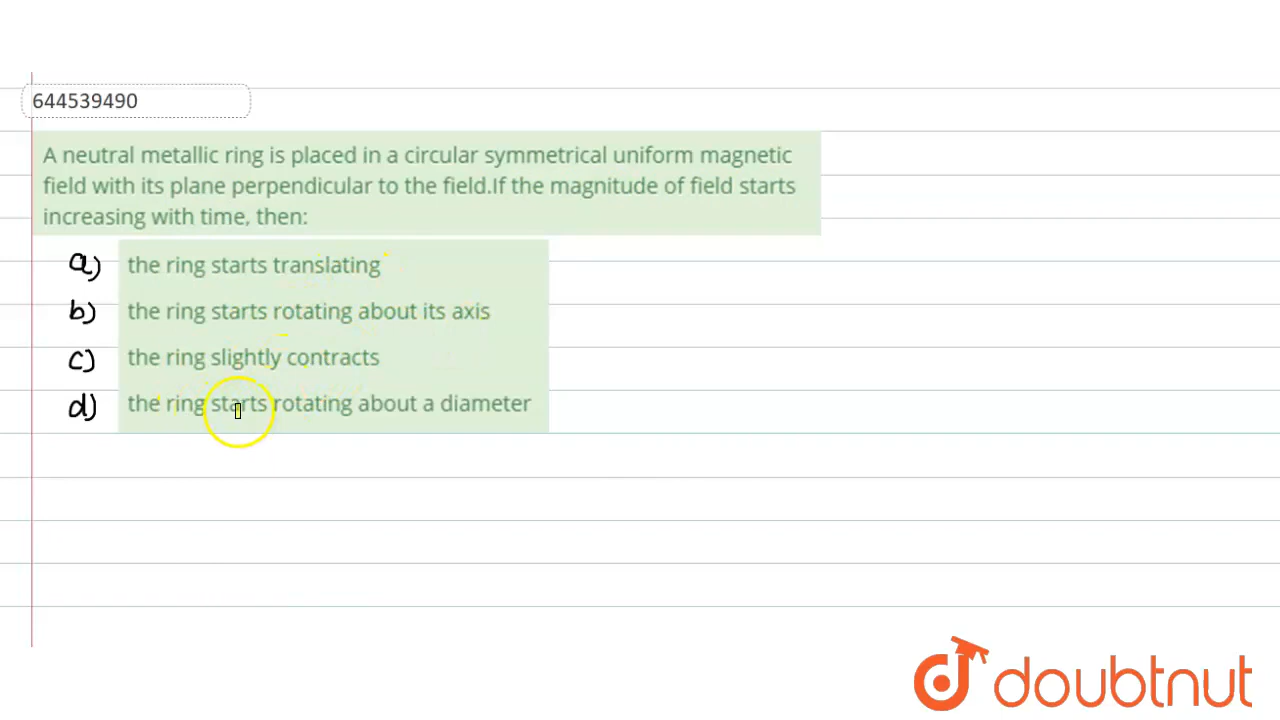 644539490
A neutral metallic ring is placed in a circular symmetrical uniform magnetic
field with its plane perpendicular to the field.If the magnitude of field starts
increasing with time, then:
a) the ring starts translating
b) the ring starts rotating about its axis
c) the ring slightly contracts
d) the ring starts rotating about a diameter
doubtnut